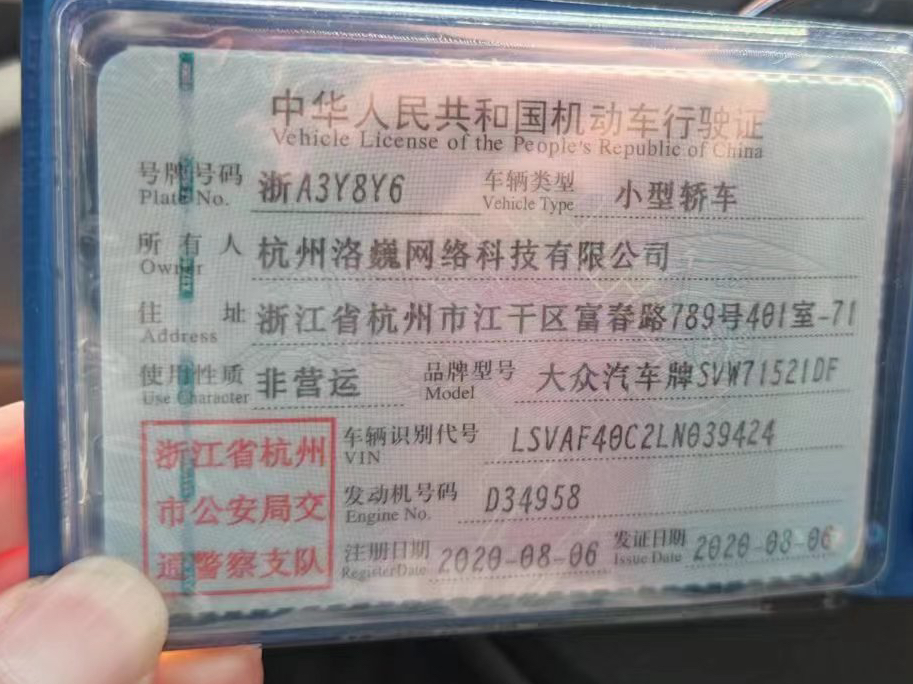 中华人民共和国机动车行驶证
Vehicle License of the People's Republic of China
号牌号码 浙A3Y8Y6 车辆类型 小型轿车
Plate No. Vehicle Type
所有人 杭州洛巍网络科技有限公司
Owner
住址 浙江省杭州市江干区富春路789号401室-71
Address
使用性质 非营运 品牌型号 大众汽车牌SVW71521DF
Use Character Model
浙江省杭州 车辆识别代号 LSVAF40C2LN039424
VIN
市公安局交 发动机号码 D34958
Engine No.
通警察支队 注册日期 2020-08-06 发证日期 2020-08-06
Register Date Issue Date